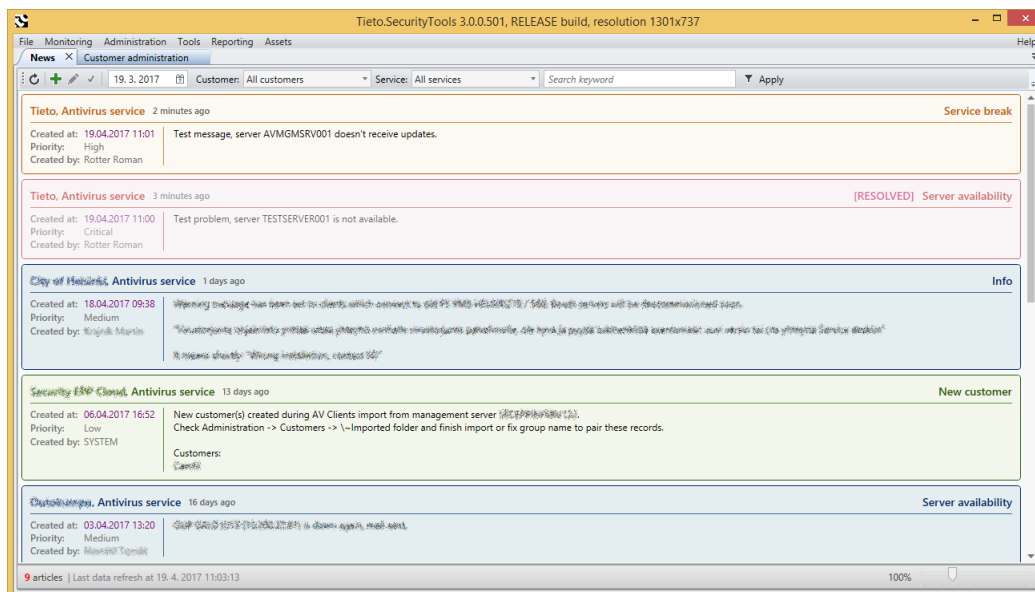 Tieto.SecurityTools 3.0.0.501, RELEASE build, resolution 1301x737
File Monitoring Administration Tools Reporting Assets Help
News Customer administration
19. 3. 2017 Customer: All customers Service: All services Search keyword Apply
Tieto, Antivirus service 2 minutes ago Service break
Created at: 19.04.2017 11:01 Test message, server AVMGMSRV001 doesn't receive updates.
Priority: High
Created by: Rotter Roman
Tieto, Antivirus service 3 minutes ago [RESOLVED] Server availability
Created at: 19.04.2017 11:00 Test problem, server TESTSERVER001 is not available.
Priority: Critical
Created by: Rotter Roman
Antivirus service 1 days ago Info
Created at: 18.04.2017 09:38
Priority: Medium
Created by:
Antivirus service 13 days ago New customer
Created at: 06.04.2017 16:52 New customer(s) created during AV Clients import from management server
Priority: Low Check Administration -> Customers -> \~Imported folder and finish import or fix group name to pair these records.
Created by: SYSTEM
Customers:
Antivirus service 16 days ago Server availability
Created at: 03.04.2017 13:20
Priority: Medium
Created by:
9 articles | Last data refresh at 19. 4. 2017 11:03:13 100%